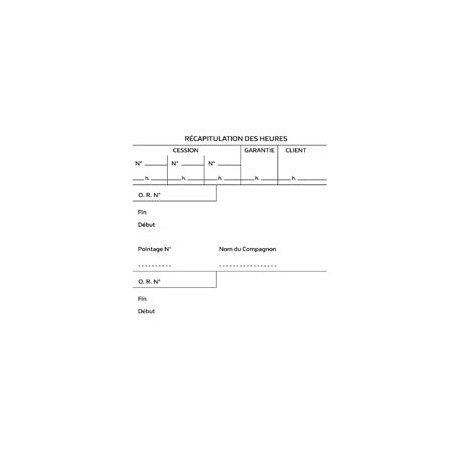 RÉCAPITULATION DES HEURES
CESSION GARANTIE CLIENT
N° N° N°
h. h. h. h. h.
O. R. N°
Fin
Début
Pointage N° Nom du Compagnon
O. R. N°
Fin
Début